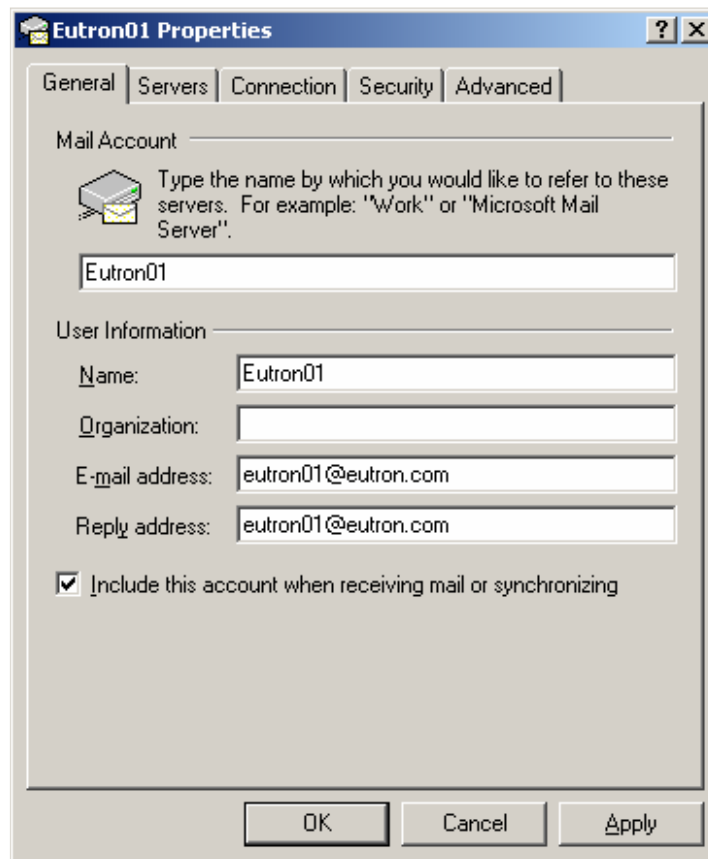 Eutron01 Properties
General Servers Connection Security Advanced
Mail Account
Type the name by which you would like to refer to these
servers.  For example: "Work" or "Microsoft Mail
Server".
Eutron01
User Information
Name: Eutron01
Organization:
E-mail address: eutron01@eutron.com
Reply address: eutron01@eutron.com
Include this account when receiving mail or synchronizing
OK Cancel Apply